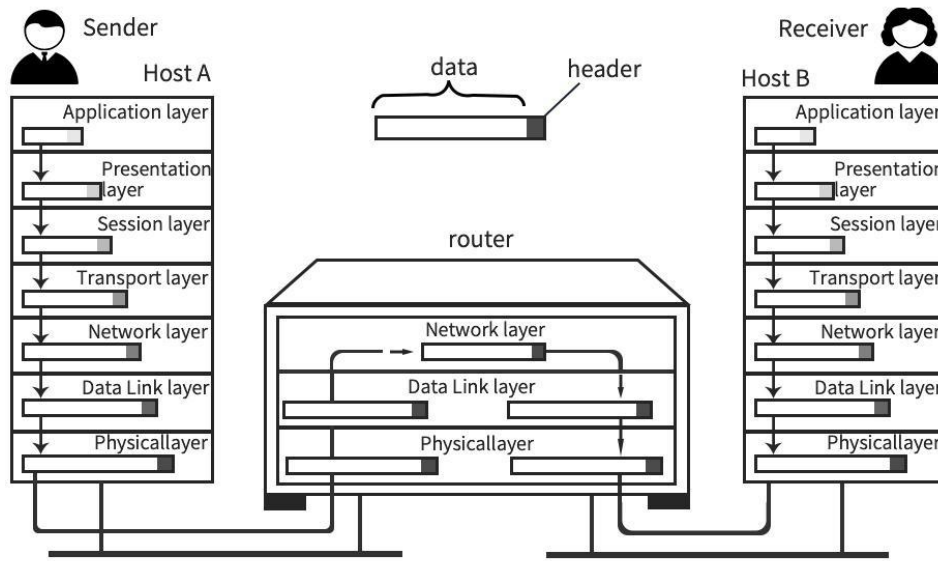 Sender
Host A
Application layer
Presentation
layer
Session layer
Transport layer
Network layer
Data Link layer
Physicallayer
data
header
router
Network layer
Data Link layer
Physicallayer
Receiver
Host B
Application layer
Presentation
layer
Session layer
Transport layer
Network layer
Data Link layer
Physicallayer